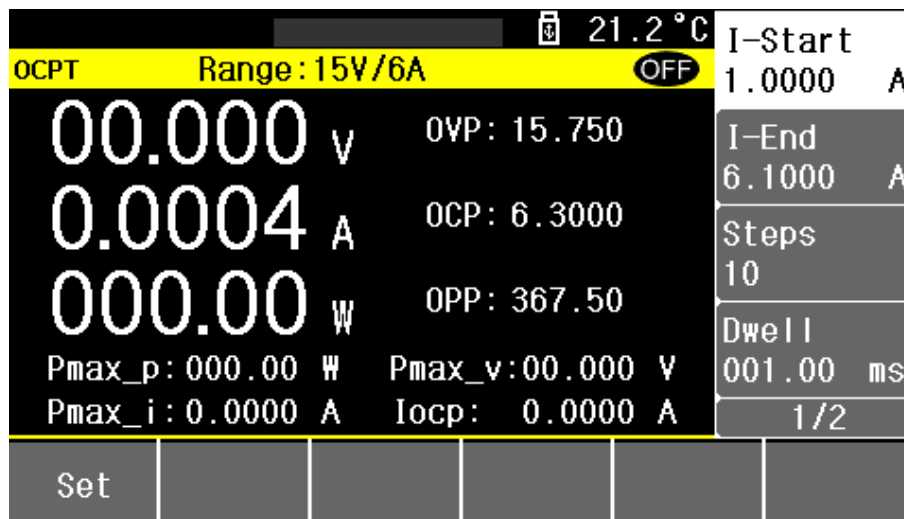 21.2°C
OCPT Range:15V/6A OFF
00.000 V OVP: 15.750
0.0004 A OCP: 6.3000
000.00 W OPP: 367.50
Pmax_p:000.00 W Pmax_v:00.000 V
Pmax_i:0.0000 A Iocp: 0.0000 A
I-Start
1.0000 A
I-End
6.1000 A
Steps
10
Dwell
001.00 ms
1/2
Set